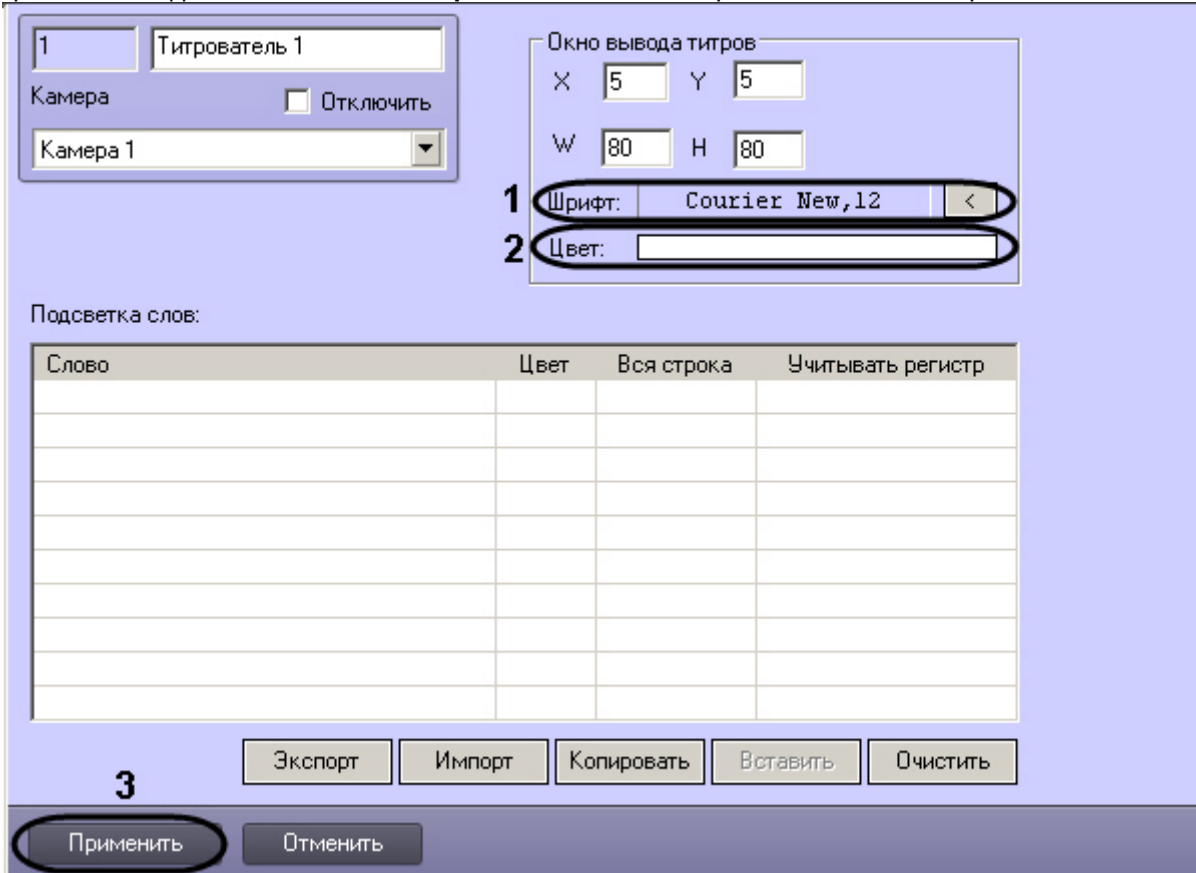 1 Титрователь 1
Камера Отключить
Камера 1
Окно вывода титров
X 5 Y 5
W 80 H 80
1 Шрифт: Courier New,12 <
2 Цвет:
Подсветка слов:
Слово Цвет Вся строка Учитывать регистр
Экспорт Импорт Копировать Вставить Очистить
3
Применить Отменить